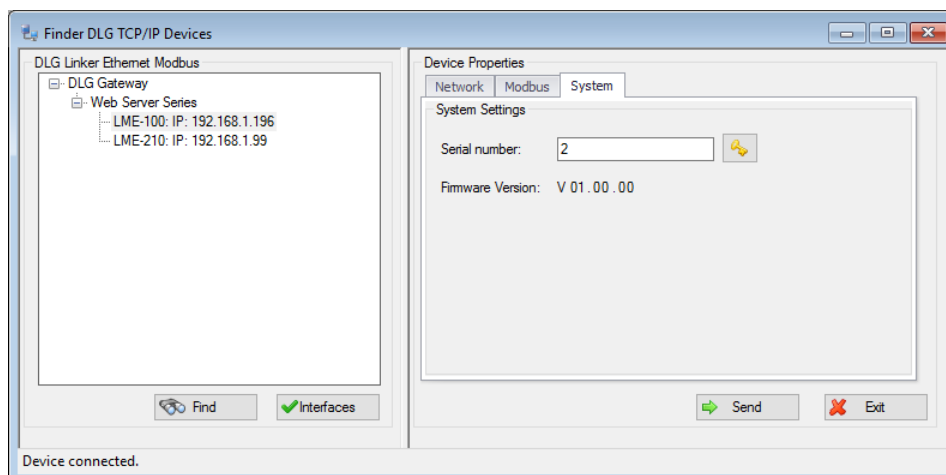 Finder DLG TCP/IP Devices
DLG Linker Ethernet Modbus
DLG Gateway
Web Server Series
LME-100: IP: 192.168.1.196
LME-210: IP: 192.168.1.99
Find
Interfaces
Device Properties
Network Modbus System
System Settings
Serial number: 2
Firmware Version: V 01 . 00 . 00
Send
Exit
Device connected.